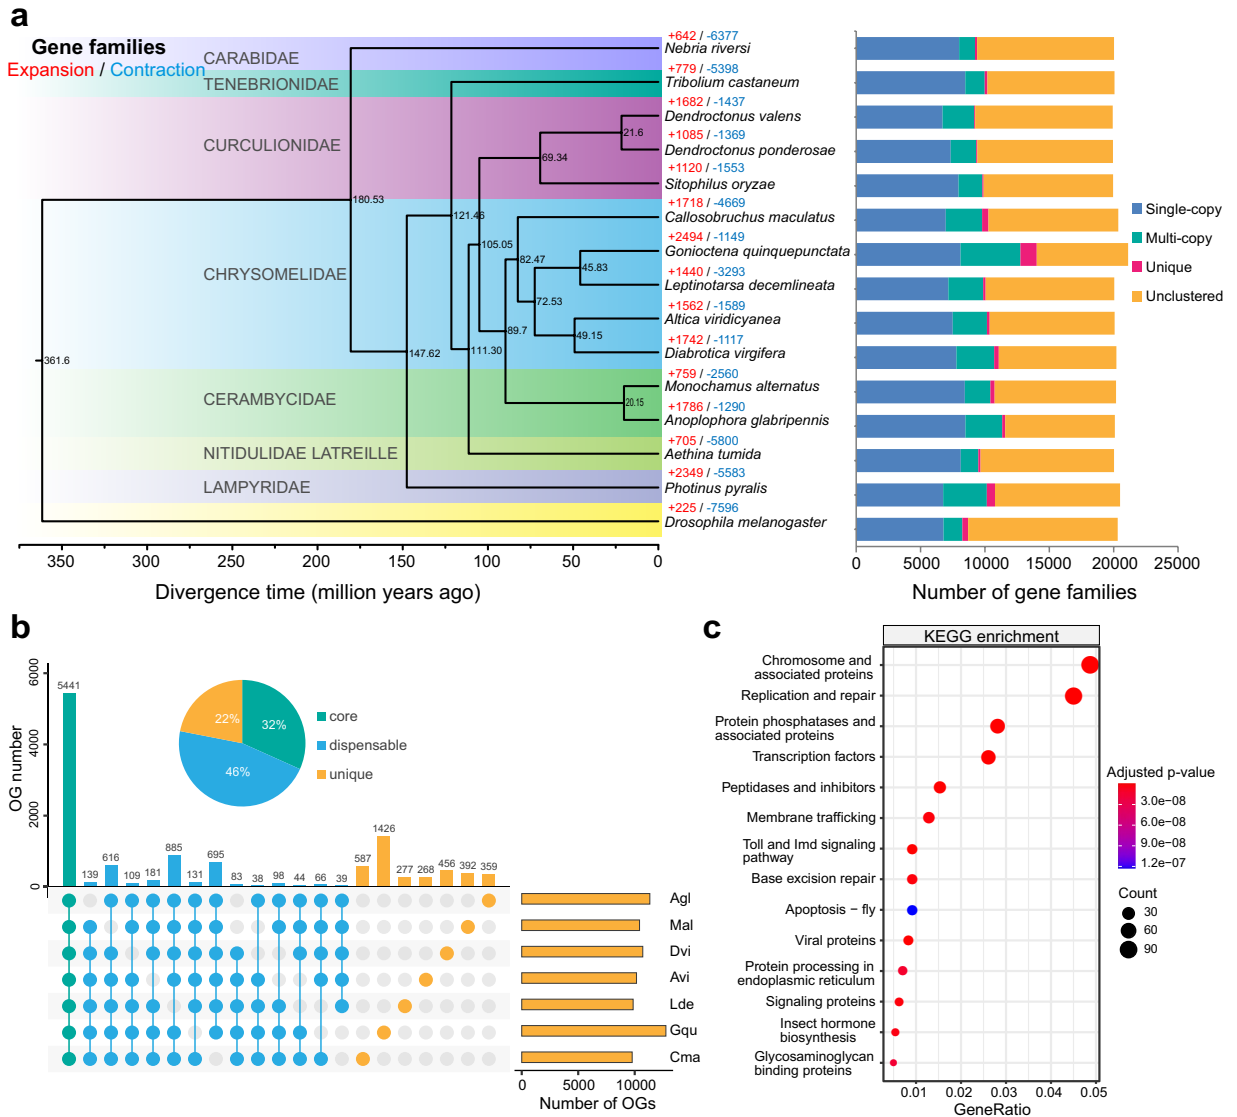 a
Gene families
Expansion / Contraction
CARABIDAE
TENEBRIONIDAE
CURCULIONIDAE
CHRYSOMELIDAE
CERAMBYCIDAE
NITIDULIDAE LATREILLE
LAMPYRIDAE
361.6
180.53
147.62
121.46
111.30
105.05
89.7
82.47
72.53
69.34
49.15
45.83
21.6
20.15
+642 / -6377
Nebria riversi
+779 / -5398
Tribolium castaneum
+1682 / -1437
Dendroctonus valens
+1085 / -1369
Dendroctonus ponderosae
+1120 / -1553
Sitophilus oryzae
+1718 / -4669
Callosobruchus maculatus
+2494 / -1149
Gonioctena quinquepunctata
+1440 / -3293
Leptinotarsa decemlineata
+1562 / -1589
Altica viridicyanea
+1742 / -1117
Diabrotica virgifera
+759 / -2560
Monochamus alternatus
+1786 / -1290
Anoplophora glabripennis
+705 / -5800
Aethina tumida
+2349 / -5583
Photinus pyralis
+225 / -7596
Drosophila melanogaster
350 300 250 200 150 100 50 0
Divergence time (million years ago)
Single-copy
Multi-copy
Unique
Unclustered
0 5000 10000 15000 20000 25000
Number of gene families
b
OG number
6000
4000
2000
0
5441 139 616 109 181 885 131 695 83 38 98 44 66 39 587 1426 277 268 456 392 359
32%
46%
22%
core
dispensable
unique
Agl
Mal
Dvi
Avi
Lde
Gqu
Cma
0 5000 10000
Number of OGs
c
KEGG enrichment
Chromosome and
associated proteins
Replication and repair
Protein phosphatases and
associated proteins
Transcription factors
Peptidases and inhibitors
Membrane trafficking
Toll and Imd signaling
pathway
Base excision repair
Apoptosis − fly
Viral proteins
Protein processing in
endoplasmic reticulum
Signaling proteins
Insect hormone
biosynthesis
Glycosaminoglycan
binding proteins
0.01 0.02 0.03 0.04 0.05
GeneRatio
Adjusted p-value
3.0e−08
6.0e−08
9.0e−08
1.2e−07
Count
30
60
90